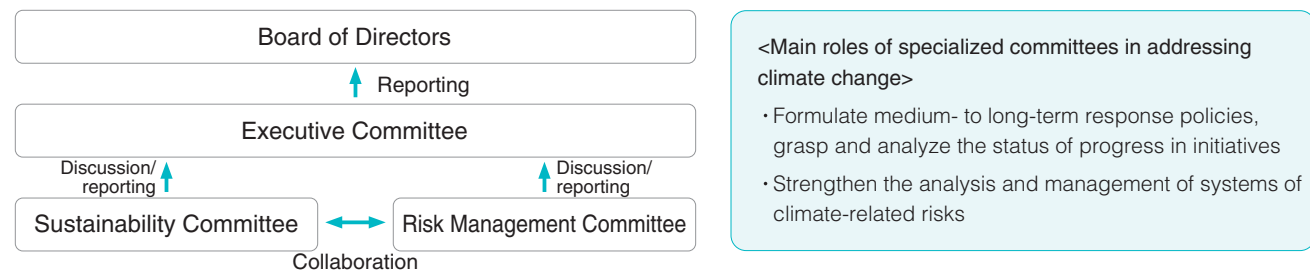 Board of Directors
Reporting
Executive Committee
Discussion/
reporting
Discussion/
reporting
Sustainability Committee
Risk Management Committee
Collaboration
<Main roles of specialized committees in addressing
climate change>
・Formulate medium- to long-term response policies,
grasp and analyze the status of progress in initiatives
・Strengthen the analysis and management of systems of
climate-related risks